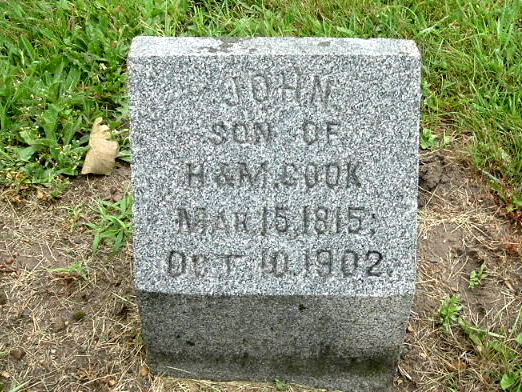 JOHN
SON OF
H & M. COOK
MAR. 15, 1815;
OCT. 10, 1902.